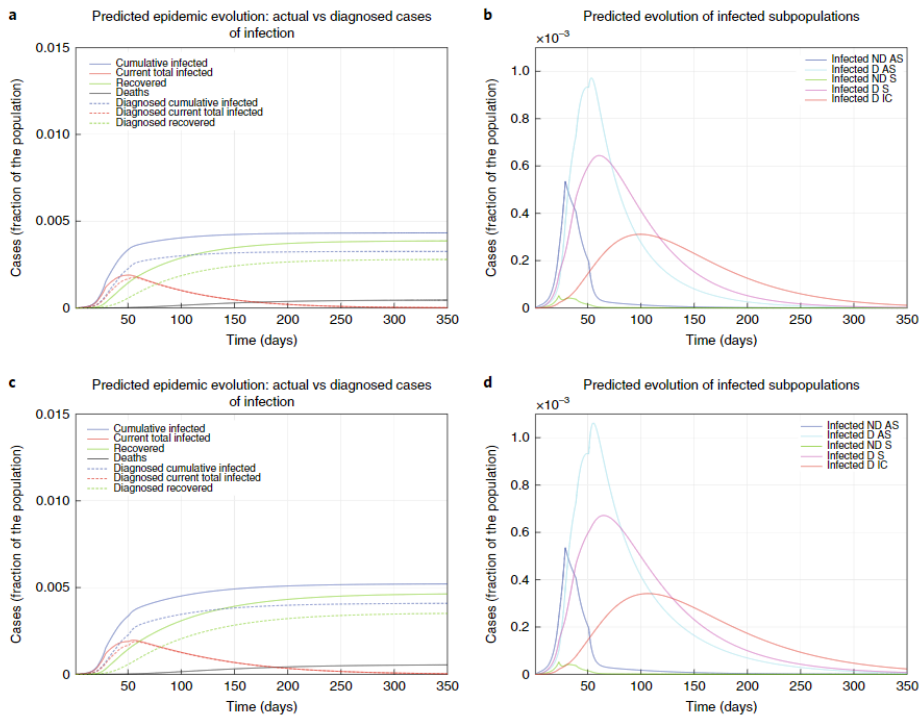 a
Predicted epidemic evolution: actual vs diagnosed cases
of infection
0.015
0.010
0.005
0
Cases (fraction of the population)
Cumulative infected
Current total infected
Recovered
Deaths
Diagnosed cumulative infected
Diagnosed current total infected
Diagnosed recovered
50 100 150 200 250 300 350
Time (days)
b
Predicted evolution of infected subpopulations
×10⁻³
1.0
0.8
0.6
0.4
0.2
0
Cases (fraction of the population)
Infected ND AS
Infected D AS
Infected ND S
Infected D S
Infected D IC
50 100 150 200 250 300 350
Time (days)
c
Predicted epidemic evolution: actual vs diagnosed cases
of infection
0.015
0.010
0.005
0
Cases (fraction of the population)
Cumulative infected
Current total infected
Recovered
Deaths
Diagnosed cumulative infected
Diagnosed current total infected
Diagnosed recovered
50 100 150 200 250 300 350
Time (days)
d
Predicted evolution of infected subpopulations
×10⁻³
1.0
0.8
0.6
0.4
0.2
0
Cases (fraction of the population)
Infected ND AS
Infected D AS
Infected ND S
Infected D S
Infected D IC
50 100 150 200 250 300 350
Time (days)